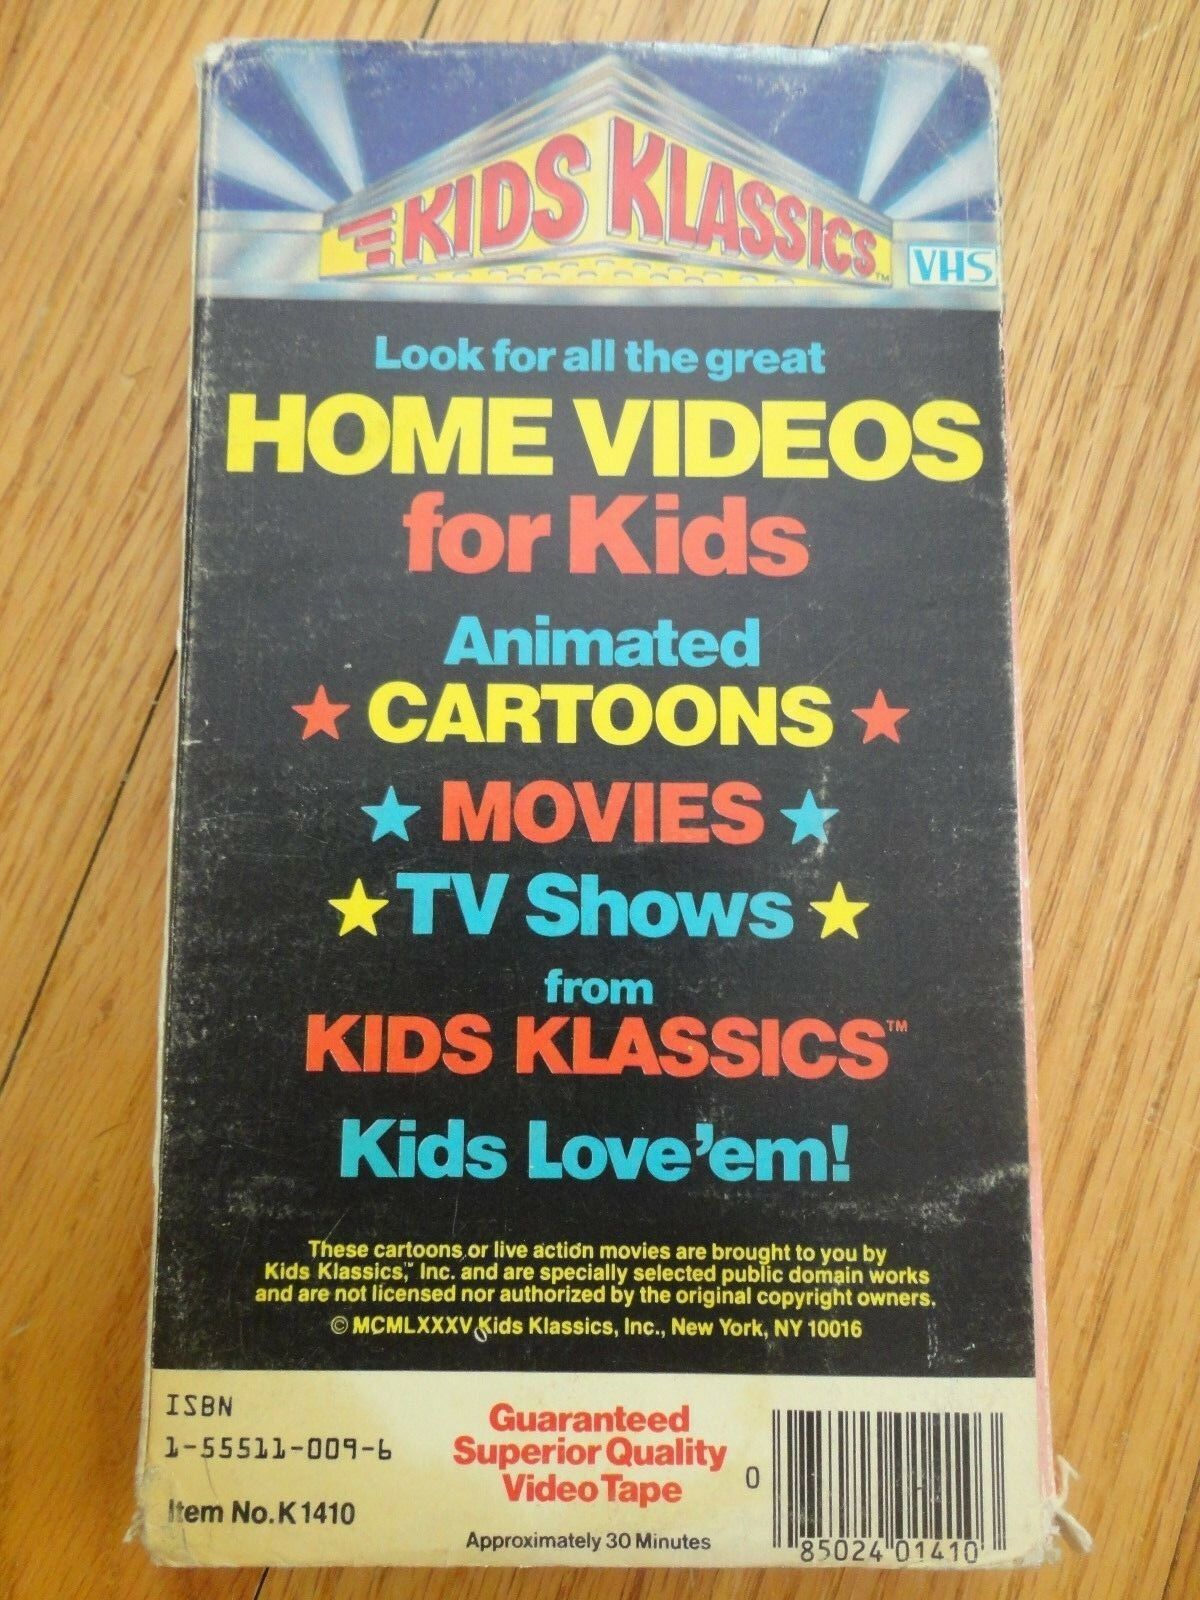 KIDS KLASSICS™
VHS
Look for all the great
HOME VIDEOS
for Kids
Animated
★ CARTOONS ★
★ MOVIES ★
★ TV Shows ★
from
KIDS KLASSICS™
Kids Love 'em!
These cartoons or live action movies are brought to you by
Kids Klassics,™ Inc. and are specially selected public domain works
and are not licensed nor authorized by the original copyright owners.
© MCMLXXXV Kids Klassics, Inc., New York, NY 10016
ISBN
1-55511-009-6
Item No. K1410
Guaranteed
Superior Quality
Video Tape
Approximately 30 Minutes
0 85024 01410